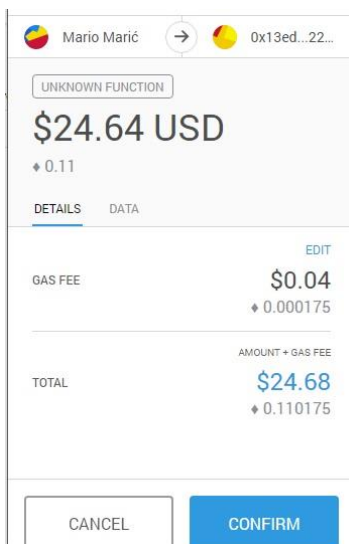 Mario Marić 0x13ed...22...
UNKNOWN FUNCTION
$24.64 USD
♦ 0.11
DETAILS DATA
EDIT
GAS FEE $0.04
♦ 0.000175
AMOUNT + GAS FEE
TOTAL $24.68
♦ 0.110175
CANCEL CONFIRM